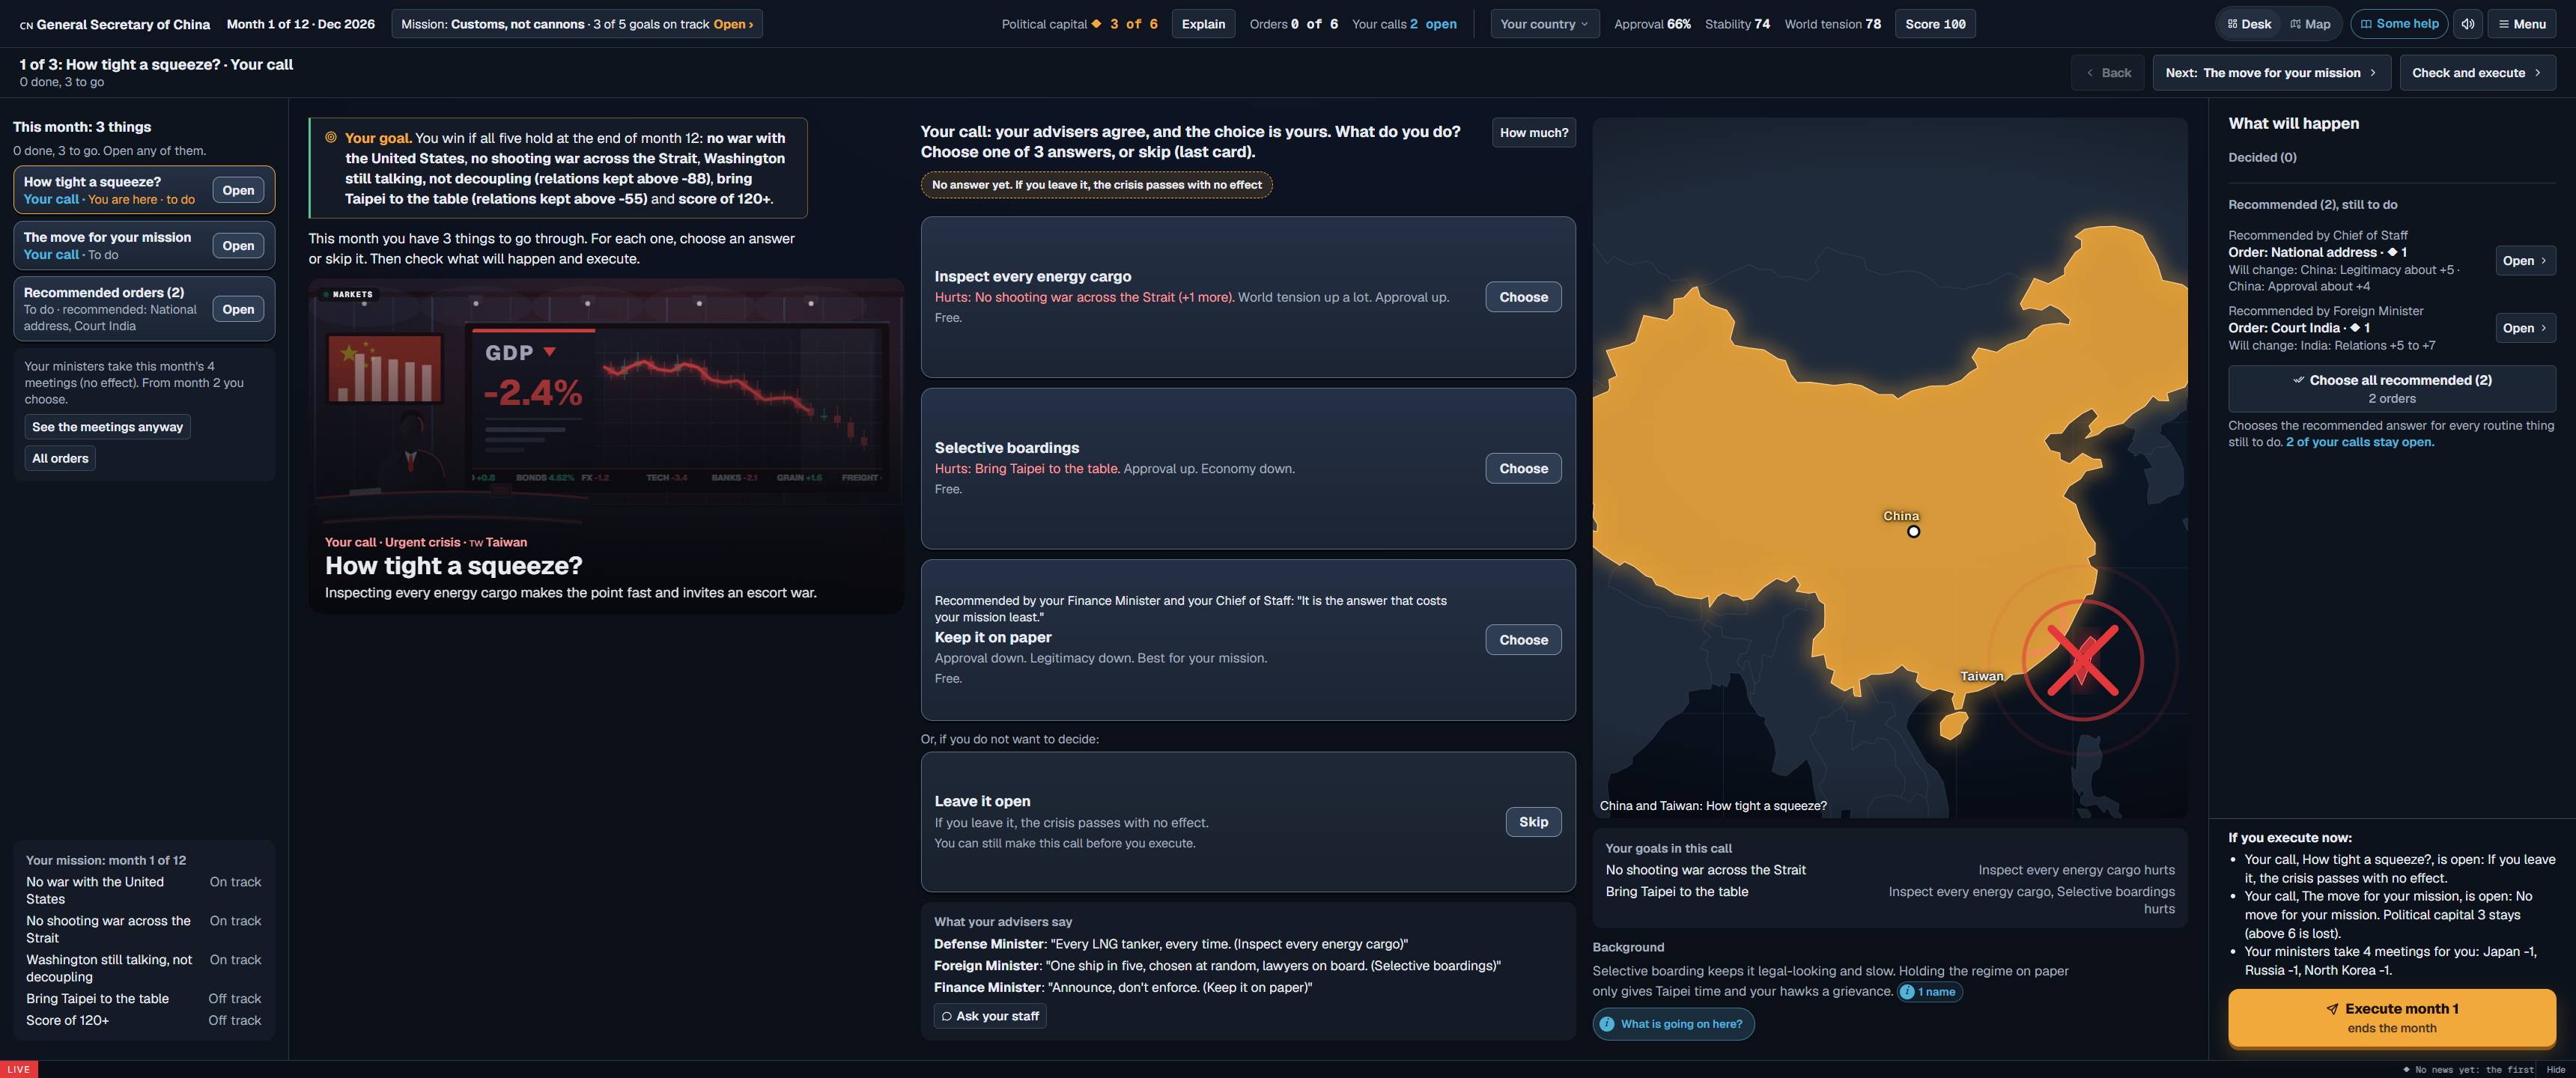 CN General Secretary of China
Month 1 of 12 · Dec 2026
Mission: Customs, not cannons · 3 of 5 goals on track Open ›
Political capital ◆ 3 of 6
Explain
Orders 0 of 6
Your calls 2 open
Your country
Approval 66%
Stability 74
World tension 78
Score 100
Desk
Map
Some help
Menu
1 of 3: How tight a squeeze? · Your call
0 done, 3 to go
Back
Next: The move for your mission
Check and execute
This month: 3 things
0 done, 3 to go. Open any of them.
How tight a squeeze?
Your call · You are here · to do
Open
The move for your mission
Your call · To do
Open
Recommended orders (2)
To do · recommended: National
address, Court India
Open
Your ministers take this month's 4
meetings (no effect). From month 2 you
choose.
See the meetings anyway
All orders
Your mission: month 1 of 12
No war with the United
States
On track
No shooting war across the
Strait
On track
Washington still talking, not
decoupling
On track
Bring Taipei to the table
Off track
Score of 120+
Off track
Your goal. You win if all five hold at the end of month 12: no war with
the United States, no shooting war across the Strait, Washington
still talking, not decoupling (relations kept above -88), bring
Taipei to the table (relations kept above -55) and score of 120+.
This month you have 3 things to go through. For each one, choose an answer
or skip it. Then check what will happen and execute.
MARKETS
GDP
-2.4%
+0.8 BONDS 4.62% FX -1.2 TECH -3.4 BANKS -2.1 GRAIN +1.6 FREIGHT
Your call · Urgent crisis · TW Taiwan
How tight a squeeze?
Inspecting every energy cargo makes the point fast and invites an escort war.
Your call: your advisers agree, and the choice is yours. What do you do?
Choose one of 3 answers, or skip (last card).
How much?
No answer yet. If you leave it, the crisis passes with no effect
Inspect every energy cargo
Hurts: No shooting war across the Strait (+1 more). World tension up a lot. Approval up.
Free.
Choose
Selective boardings
Hurts: Bring Taipei to the table. Approval up. Economy down.
Free.
Choose
Recommended by your Finance Minister and your Chief of Staff: "It is the answer that costs
your mission least."
Keep it on paper
Approval down. Legitimacy down. Best for your mission.
Free.
Choose
Or, if you do not want to decide:
Leave it open
If you leave it, the crisis passes with no effect.
You can still make this call before you execute.
Skip
What your advisers say
Defense Minister: "Every LNG tanker, every time. (Inspect every energy cargo)"
Foreign Minister: "One ship in five, chosen at random, lawyers on board. (Selective boardings)"
Finance Minister: "Announce, don't enforce. (Keep it on paper)"
Ask your staff
China
Taiwan
China and Taiwan: How tight a squeeze?
Your goals in this call
No shooting war across the Strait
Inspect every energy cargo hurts
Bring Taipei to the table
Inspect every energy cargo, Selective boardings
hurts
Background
Selective boarding keeps it legal-looking and slow. Holding the regime on paper
only gives Taipei time and your hawks a grievance.
1 name
What is going on here?
What will happen
Decided (0)
Recommended (2), still to do
Recommended by Chief of Staff
Order: National address · ◆ 1
Will change: China: Legitimacy about +5 ·
China: Approval about +4
Open
Recommended by Foreign Minister
Order: Court India · ◆ 1
Will change: India: Relations +5 to +7
Open
Choose all recommended (2)
2 orders
Chooses the recommended answer for every routine thing
still to do. 2 of your calls stay open.
If you execute now:
• Your call, How tight a squeeze?, is open: If you leave
it, the crisis passes with no effect.
• Your call, The move for your mission, is open: No
move for your mission. Political capital 3 stays
(above 6 is lost).
• Your ministers take 4 meetings for you: Japan -1,
Russia -1, North Korea -1.
Execute month 1
ends the month
LIVE
◆ No news yet: the first
Hide